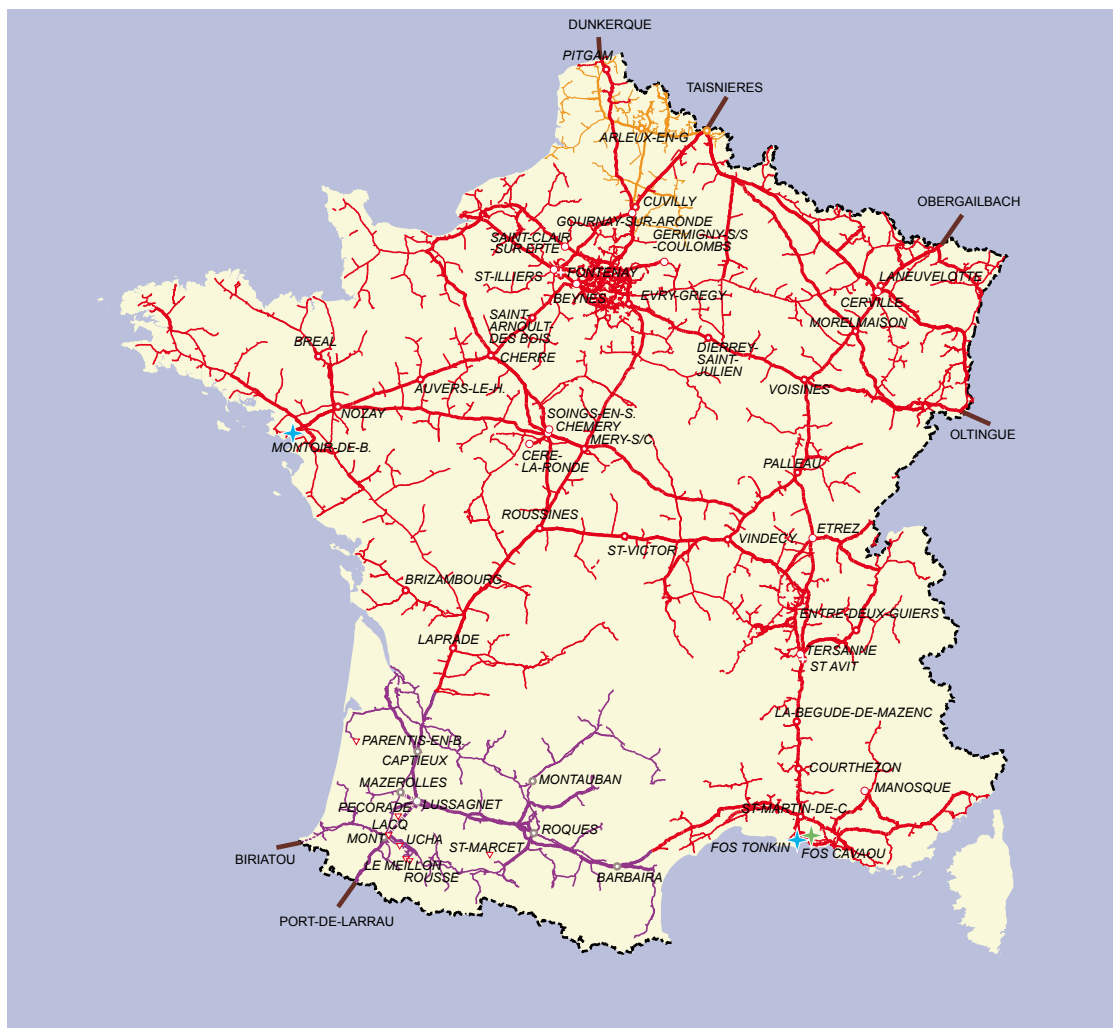 DUNKERQUE
PITGAM
TAISNIERES
ARLEUX-EN-G
CUVILLY
OBERGAILBACH
GOURNAY-SUR-ARONDE
SAINT-CLAIR
-SUR EPTE
GERMIGNY-S/S
-COULOMBS
ST-ILLIERS
FONTENAY
LANEUVELOTTE
BEYNES
EVRY-GREGY
CERVILLE
SAINT-
ARNOULT-
DES BOIS
MORELMAISON
BREAL
CHERRE
DIERREY-
SAINT-
JULIEN
AUVERS-LE-H.
VOISINES
NOZAY
SOINGS-EN-S.
CHEMERY
OLTINGUE
MONTOIR-DE-B.
MERY-S/C
CERE-
LA-RONDE
PALLEAU
ROUSSINES
ETREZ
ST-VICTOR
VINDECY
BRIZAMBOURG
ENTRE-DEUX-GUIERS
LAPRADE
TERSANNE
ST AVIT
LA-BEGUDE-DE-MAZENC
PARENTIS-EN-B.
CAPTIEUX
COURTHEZON
MAZEROLLES
MONTAUBAN
MANOSQUE
PECORADE
LUSSAGNET
ST-MARTIN-DE-C.
LACQ
ROQUES
MONT
UCHA
ST-MARCET
FOS TONKIN
FOS CAVAOU
BIRIATOU
LE MEILLON
ROUSSE
BARBAIRA
PORT-DE-LARRAU